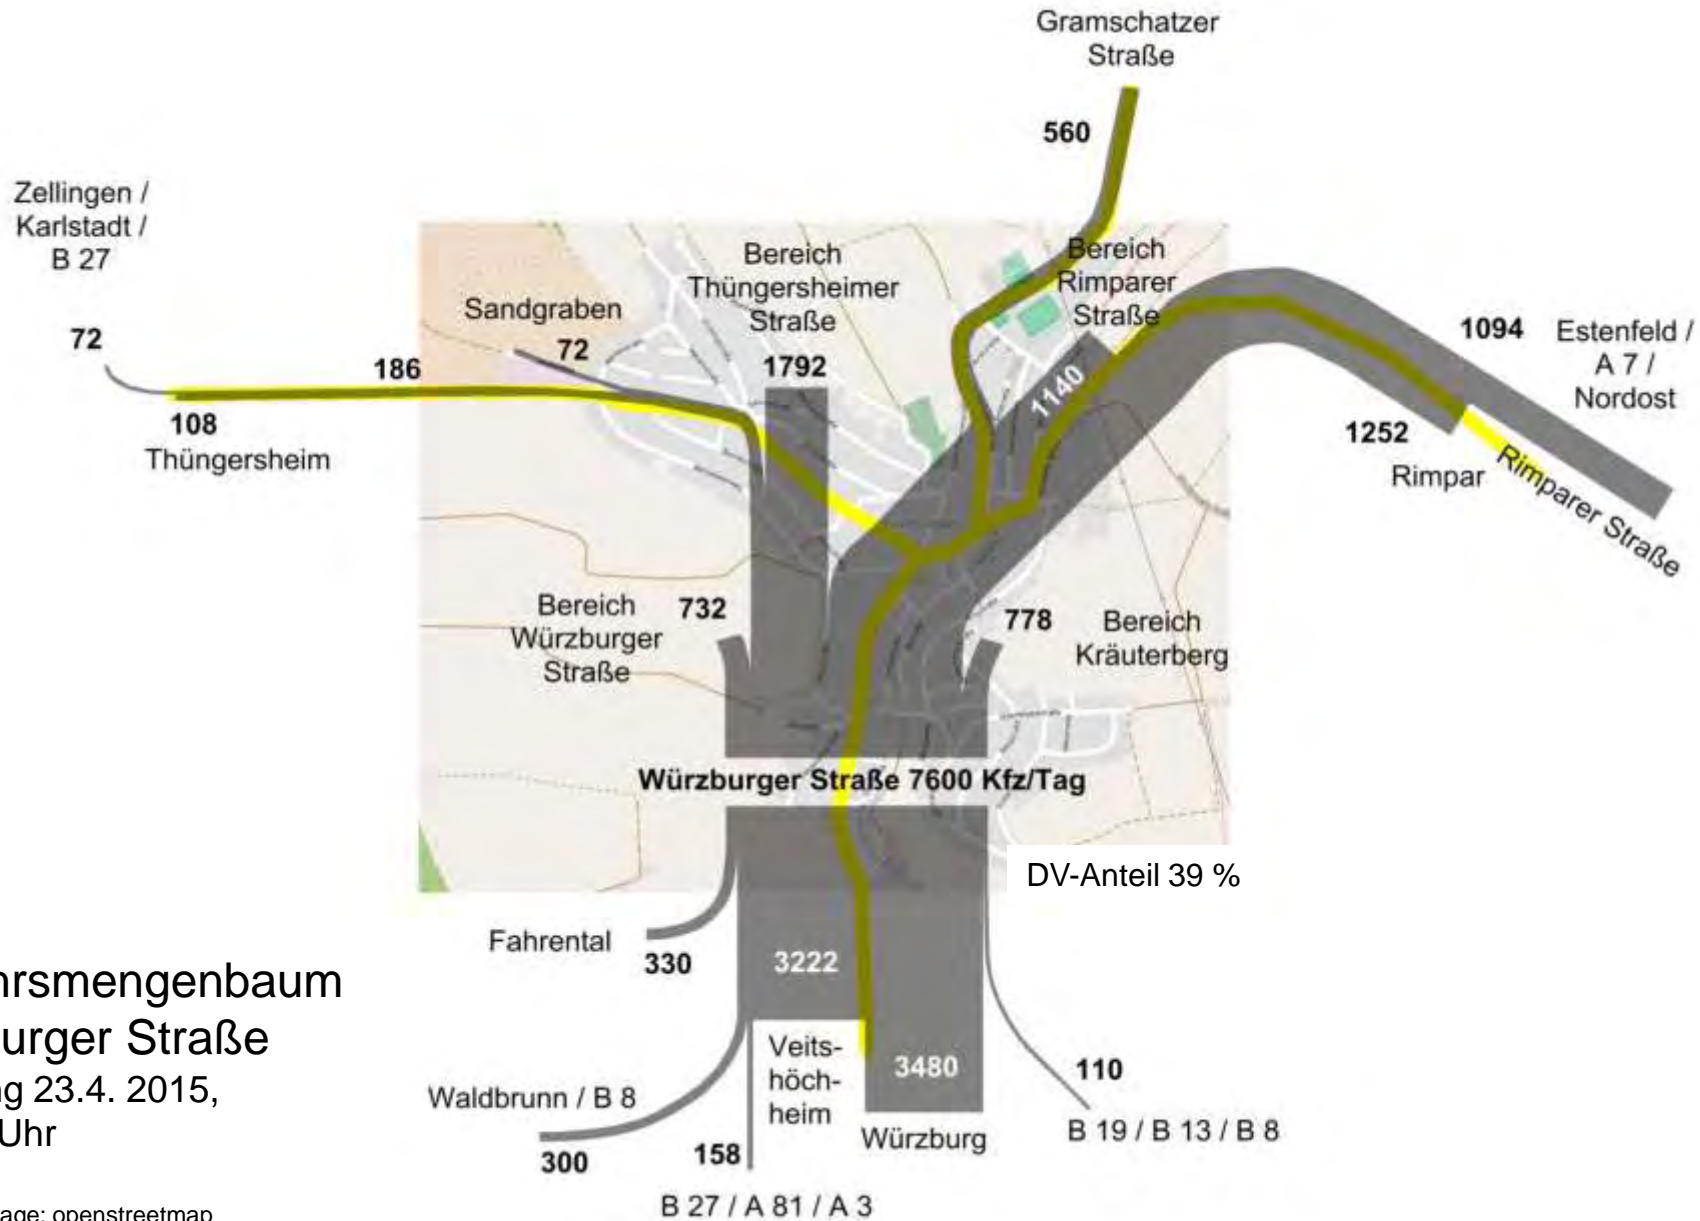 Gramschatzer
Straße
560
Zellingen /
Karlstadt /
B 27
72
Sandgraben
72
186
108
Thüngersheim
Bereich
Thüngersheimer
Straße
1792
Bereich
Rimparer
Straße
1140
1094
Estenfeld /
A 7 /
Nordost
1252
Rimpar
Rimparer Straße
Bereich
Würzburger
Straße
732
778
Bereich
Kräuterberg
Würzburger Straße 7600 Kfz/Tag
DV-Anteil 39 %
Fahrental
330
3222
Veits-
höch-
heim
3480
Würzburg
110
B 19 / B 13 / B 8
Waldbrunn / B 8
300
158
B 27 / A 81 / A 3
hrsmengenbaum
urger Straße
ng 23.4. 2015,
Uhr
age: openstreetmap